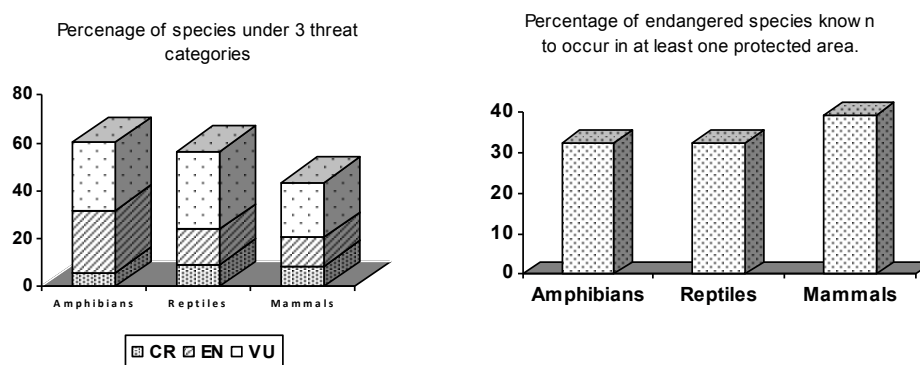 Percenage of species under 3 threat
categories
80
60
40
20
0
Amphibians Reptiles Mammals
CR EN VU
Percentage of endangered species know n
to occur in at least one protected area.
40
30
20
10
0
Amphibians Reptiles Mammals